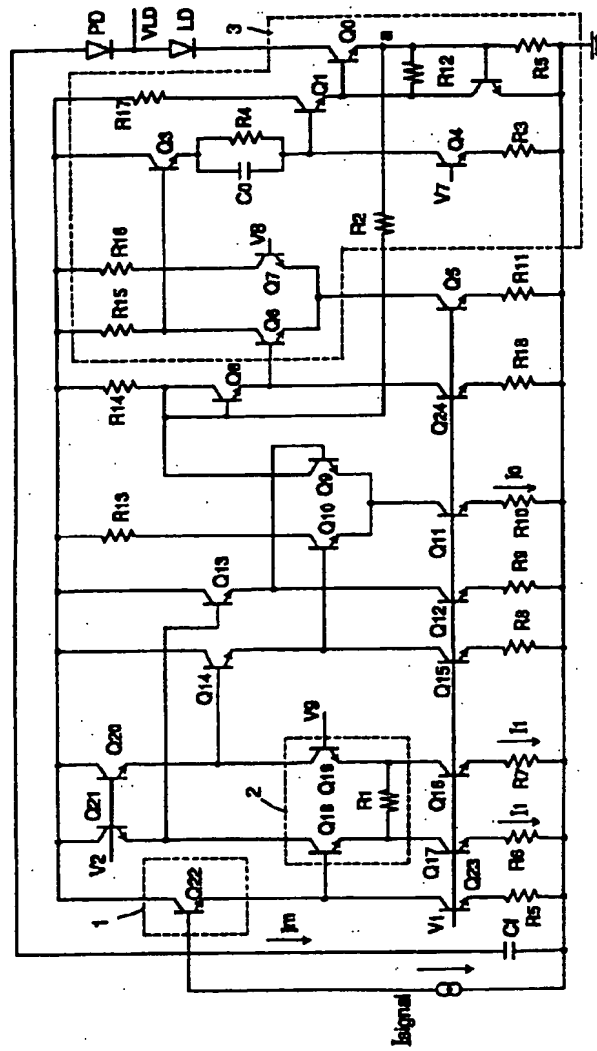 PD
VLD
LD
3
Q0
a
R12
R5
R17
Q1
Q3
R4
C0
Q4
V7
R3
R2
R16
V8
Q7
R15
Q6
Q5
R11
R14
Q8
Q24
R18
R13
Q9
Q10
Q11
I0
R10
Q13
Q12
R9
Q14
Q15
R8
Q20
V9
Q19
Q16
I1
R7
Q21
V2
2
Q18
R1
Q17
I1
R6
1
Q22
Im
Q23
V1
R5
Cf
Isignal